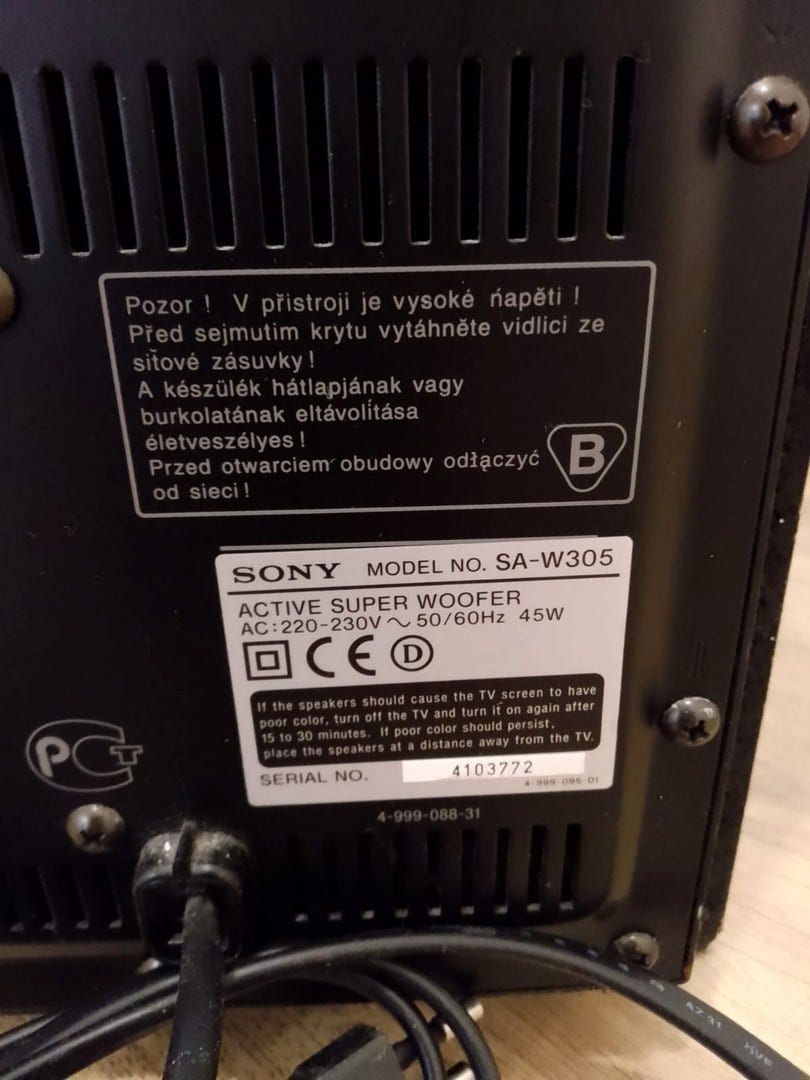 Pozor ! V přistroji je vysoké ńapěti !
Před sejmutim krytu vytáhněte vidlici ze
siťové zásuvky !
A készülék hátlapjának vagy
burkolatának eltávolítása
életveszélyes !
Przed otwarciem obudowy odłączyć
od sieci !
B
SONY MODEL NO. SA-W305
ACTIVE SUPER WOOFER
AC:220-230V ~ 50/60Hz 45W
CE D
If the speakers should cause the TV screen to have
poor color, turn off the TV and turn it on again after
15 to 30 minutes. If poor color should persist,
place the speakers at a distance away from the TV.
SERIAL NO. 4103772
4-999-095-01
PCT
4-999-088-31